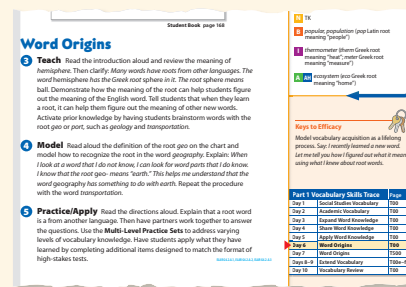 Student Book page 168
Word Origins
3 Teach Read the introduction aloud and review the meaning of
hemisphere. Then clarify: Many words have roots from other languages. The
word hemisphere has the Greek root sphere in it. The root sphere means
ball. Demonstrate how the meaning of the root can help students figure
out the meaning of the English word. Tell students that when they learn
a root, it can help them figure out the meaning of other new words.
Activate prior knowledge by having students brainstorm words with the
root geo or port, such as geology and transportation.
4 Model Read aloud the definition of the root geo on the chart and
model how to recognize the root in the word geography. Explain: When
I look at a word that I do not know, I can look for word parts that I do know.
I know that the root geo- means "earth." This helps me understand that the
word geography has something to do with earth. Repeat the procedure
with the word transportation.
5 Practice/Apply Read the directions aloud. Explain that a root word
is a from another language. Then have partners work together to answer
the questions. Use the Multi-Level Practice Sets to address varying
levels of vocabulary knowledge. Have students apply what they have
learned by completing additional items designed to match the format of
high-stakes tests.
N TK
B popular, population (pop Latin root
meaning "people")
I thermometer (therm Greek root
meaning "heat"; meter Greek root
meaning "measure")
A AH ecosystem (eco Greek root
meaning "home")
Keys to Efficacy
Model vocabulary acquisition as a lifelong
process. Say: I recently learned a new word.
Let me tell you how I figured out what it mean
using what I knew about root words.
Part 1 Vocabulary Skills Trace Page
Day 1 Social Studies Vocabulary T00
Day 2 Academic Vocabulary T00
Day 3 Expand Word Knowledge T00
Day 4 Share Word Knowledge T00
Day 5 Apply Word Knowledge T00
Day 6 Word Origins T00
Day 7 Word Origins T500
Days 8–9 Extend Vocabulary T00e–f
Day 10 Vocabulary Review T00